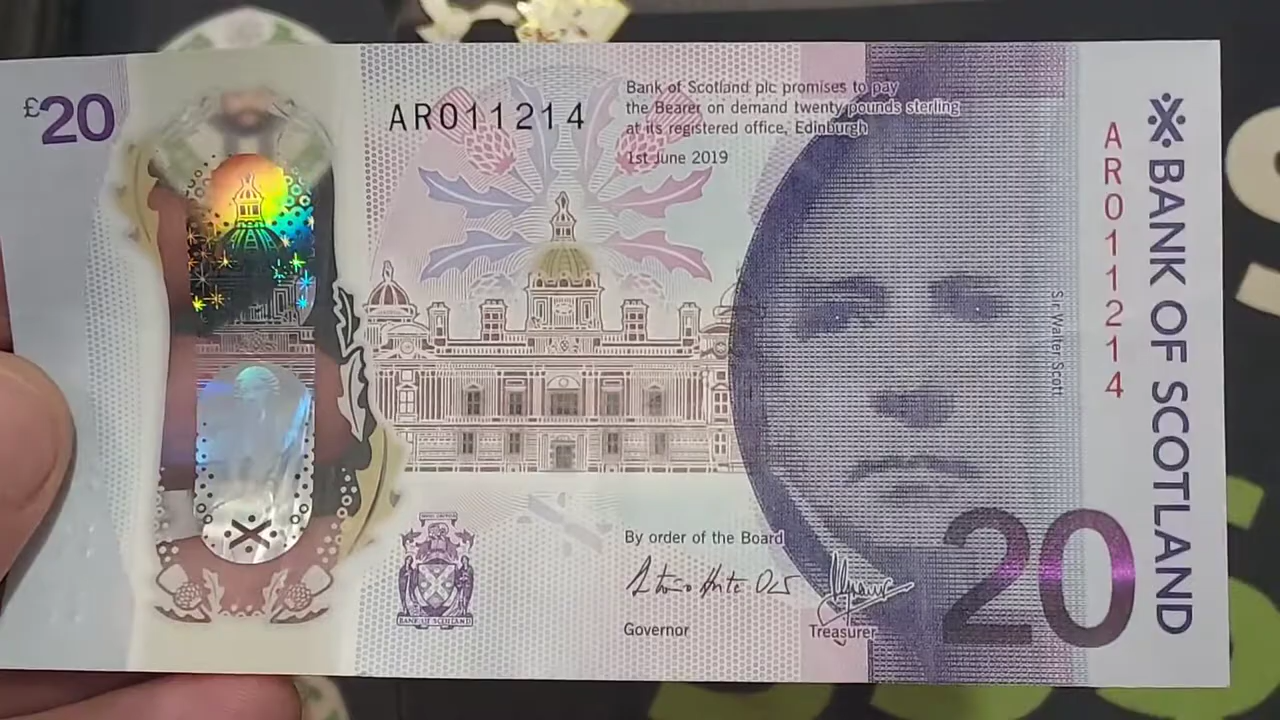 £20
AR011214
Bank of Scotland plc promises to pay
the Bearer on demand twenty pounds sterling
at its registered office, Edinburgh
1st June 2019
AR011214
BANK OF SCOTLAND
Sir Walter Scott
By order of the Board
Governor
Treasurer
BANK OF SCOTLAND
20